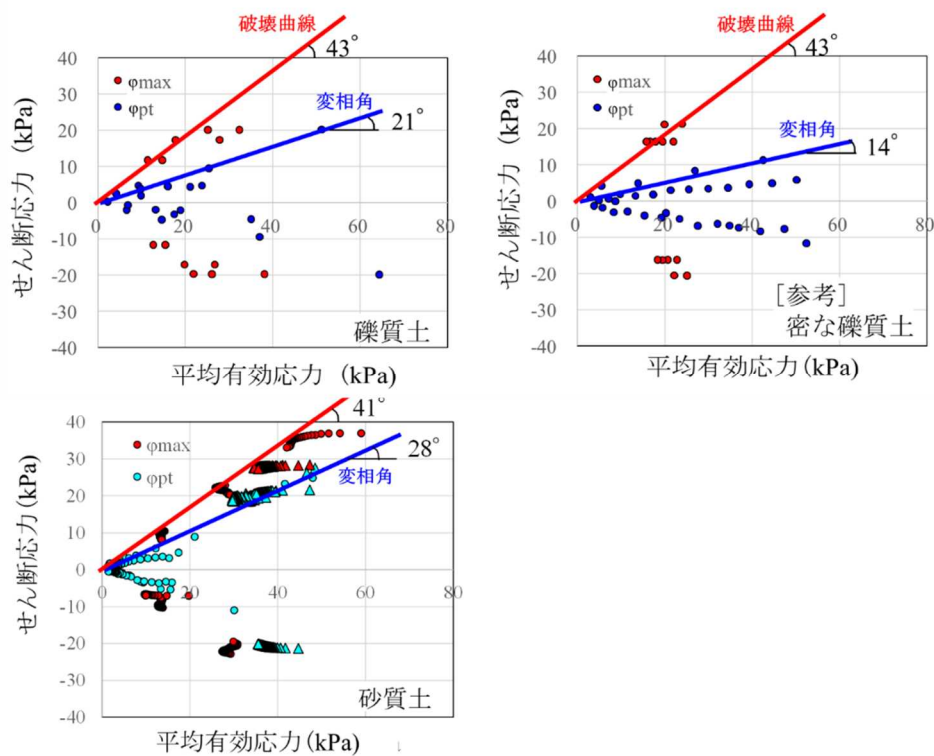 破壊曲線
43°
φmax
φpt
変相角
21°
せん断応力 (kPa)
40
30
20
10
0
-10
-20
-30
-40
0
20
40
60
80
礫質土
平均有効応力 (kPa)
破壊曲線
43°
φmax
φpt
変相角
14°
せん断応力 (kPa)
40
30
20
10
0
-10
-20
-30
-40
0
20
40
60
80
[参考]
密な礫質土
平均有効応力(kPa)
41°
φmax
φpt
28°
変相角
せん断応力(kPa)
40
30
20
10
0
-10
-20
-30
-40
0
20
40
60
80
砂質土
平均有効応力(kPa)